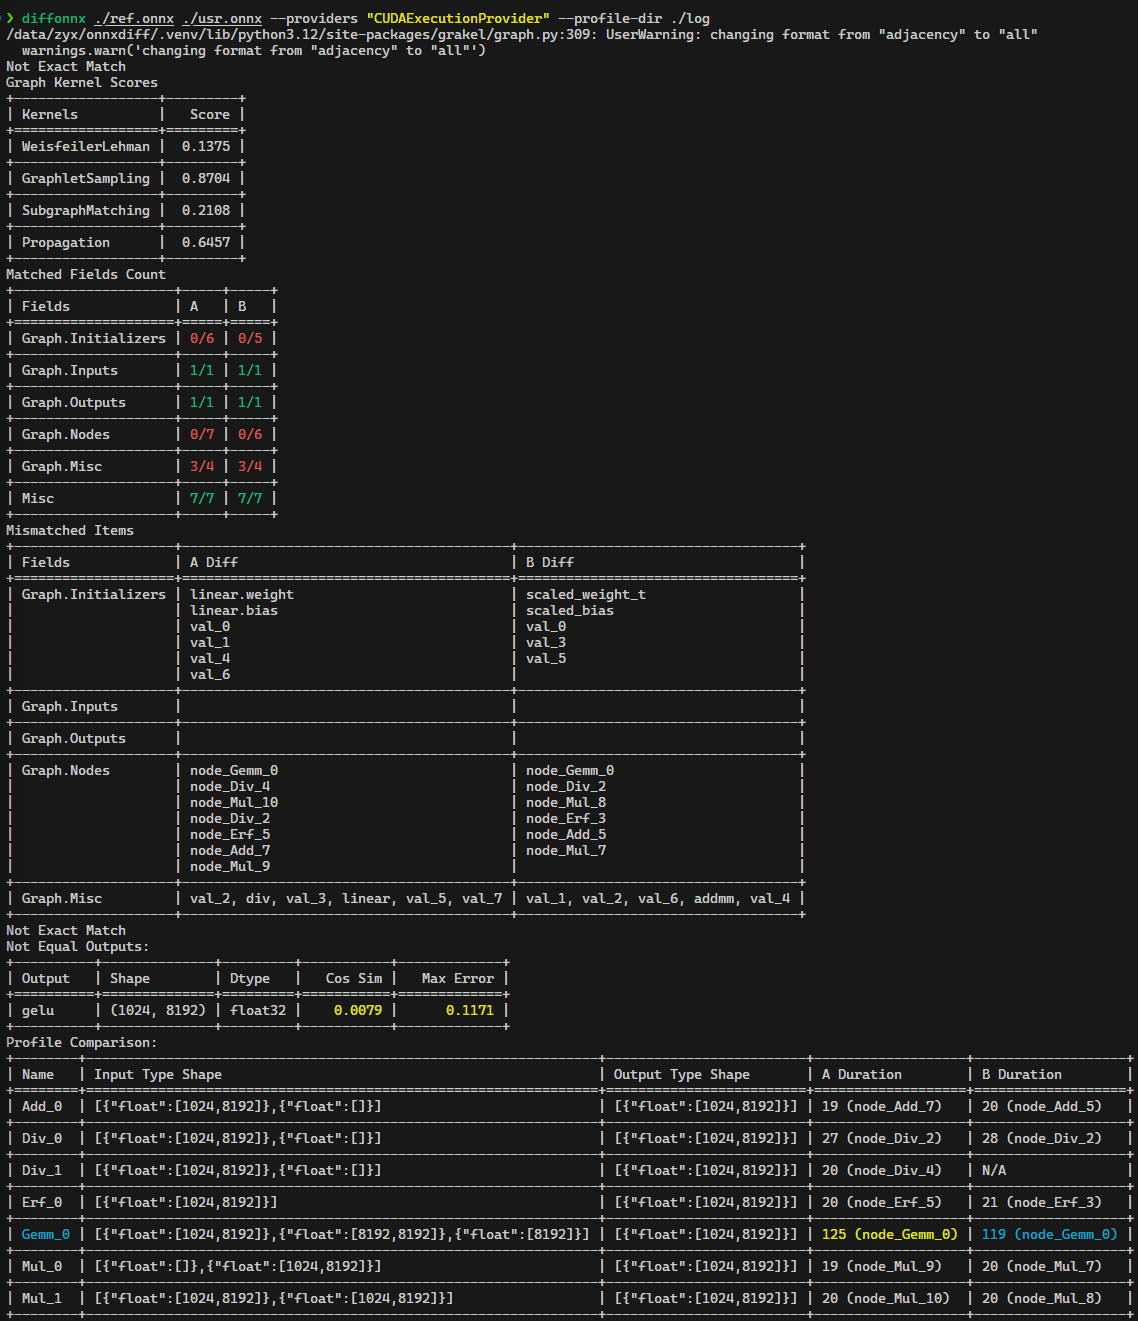 ❯ diffonnx ./ref.onnx ./usr.onnx --providers "CUDAExecutionProvider" --profile-dir ./log
/data/zyx/onnxdiff/.venv/lib/python3.12/site-packages/grakel/graph.py:309: UserWarning: changing format from "adjacency" to "all"
  warnings.warn('changing format from "adjacency" to "all"')
Not Exact Match
Graph Kernel Scores
+------------------+---------+
| Kernels          |   Score |
+==================+=========+
| WeisfeilerLehman |  0.1375 |
+------------------+---------+
| GraphletSampling |  0.8704 |
+------------------+---------+
| SubgraphMatching |  0.2108 |
+------------------+---------+
| Propagation      |  0.6457 |
+------------------+---------+
Matched Fields Count
+--------------------+-----+-----+
| Fields             | A   | B   |
+====================+=====+=====+
| Graph.Initializers | 0/6 | 0/5 |
+--------------------+-----+-----+
| Graph.Inputs       | 1/1 | 1/1 |
+--------------------+-----+-----+
| Graph.Outputs      | 1/1 | 1/1 |
+--------------------+-----+-----+
| Graph.Nodes        | 0/7 | 0/6 |
+--------------------+-----+-----+
| Graph.Misc         | 3/4 | 3/4 |
+--------------------+-----+-----+
| Misc               | 7/7 | 7/7 |
+--------------------+-----+-----+
Mismatched Items
+--------------------+-----------------------------------------+-----------------------------------+
| Fields             | A Diff                                  | B Diff                            |
+====================+=========================================+===================================+
| Graph.Initializers | linear.weight                           | scaled_weight_t                   |
|                    | linear.bias                             | scaled_bias                       |
|                    | val_0                                   | val_0                             |
|                    | val_1                                   | val_3                             |
|                    | val_4                                   | val_5                             |
|                    | val_6                                   |                                   |
+--------------------+-----------------------------------------+-----------------------------------+
| Graph.Inputs       |                                         |                                   |
+--------------------+-----------------------------------------+-----------------------------------+
| Graph.Outputs      |                                         |                                   |
+--------------------+-----------------------------------------+-----------------------------------+
| Graph.Nodes        | node_Gemm_0                             | node_Gemm_0                       |
|                    | node_Div_4                              | node_Div_2                        |
|                    | node_Mul_10                             | node_Mul_8                        |
|                    | node_Div_2                              | node_Erf_3                        |
|                    | node_Erf_5                              | node_Add_5                        |
|                    | node_Add_7                              | node_Mul_7                        |
|                    | node_Mul_9                              |                                   |
+--------------------+-----------------------------------------+-----------------------------------+
| Graph.Misc         | val_2, div, val_3, linear, val_5, val_7 | val_1, val_2, val_6, addmm, val_4 |
+--------------------+-----------------------------------------+-----------------------------------+
Not Exact Match
Not Equal Outputs:
+----------+--------------+---------+-----------+-------------+
| Output   | Shape        | Dtype   |   Cos Sim |   Max Error |
+==========+==============+=========+===========+=============+
| gelu     | (1024, 8192) | float32 |    0.0079 |      0.1171 |
+----------+--------------+---------+-----------+-------------+
Profile Comparison:
+--------+----------------------------------------------------------------+-------------------------+-------------------+-------------------+
| Name   | Input Type Shape                                               | Output Type Shape       | A Duration        | B Duration        |
+========+================================================================+=========================+===================+===================+
| Add_0  | [{"float":[1024,8192]},{"float":[]}]                           | [{"float":[1024,8192]}] | 19 (node_Add_7)   | 20 (node_Add_5)   |
+--------+----------------------------------------------------------------+-------------------------+-------------------+-------------------+
| Div_0  | [{"float":[1024,8192]},{"float":[]}]                           | [{"float":[1024,8192]}] | 27 (node_Div_2)   | 28 (node_Div_2)   |
+--------+----------------------------------------------------------------+-------------------------+-------------------+-------------------+
| Div_1  | [{"float":[1024,8192]},{"float":[]}]                           | [{"float":[1024,8192]}] | 20 (node_Div_4)   | N/A               |
+--------+----------------------------------------------------------------+-------------------------+-------------------+-------------------+
| Erf_0  | [{"float":[1024,8192]}]                                        | [{"float":[1024,8192]}] | 20 (node_Erf_5)   | 21 (node_Erf_3)   |
+--------+----------------------------------------------------------------+-------------------------+-------------------+-------------------+
| Gemm_0 | [{"float":[1024,8192]},{"float":[8192,8192]},{"float":[8192]}] | [{"float":[1024,8192]}] | 125 (node_Gemm_0) | 119 (node_Gemm_0) |
+--------+----------------------------------------------------------------+-------------------------+-------------------+-------------------+
| Mul_0  | [{"float":[]},{"float":[1024,8192]}]                           | [{"float":[1024,8192]}] | 19 (node_Mul_9)   | 20 (node_Mul_7)   |
+--------+----------------------------------------------------------------+-------------------------+-------------------+-------------------+
| Mul_1  | [{"float":[1024,8192]},{"float":[1024,8192]}]                  | [{"float":[1024,8192]}] | 20 (node_Mul_10)  | 20 (node_Mul_8)   |
+--------+----------------------------------------------------------------+-------------------------+-------------------+-------------------+